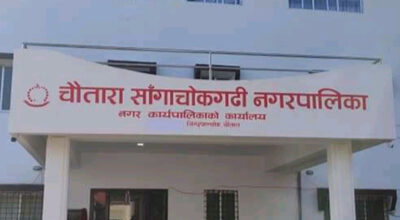 चौतारा साँगाचोकगढी नगरपालिका
नगर कार्यपालिकाको कार्यालय
सिन्धुपाल्चोक चौतारा